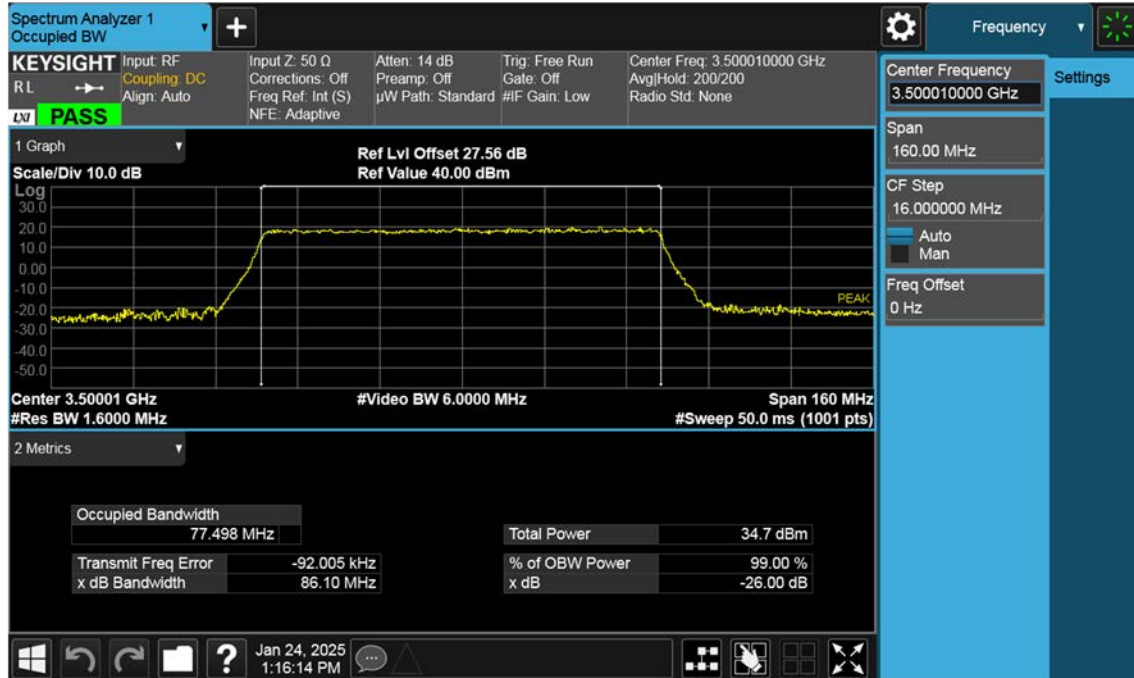 Spectrum Analyzer 1
Occupied BW
+
Frequency
KEYSIGHT
R L
LXI PASS
Input: RF
Coupling: DC
Align: Auto
Input Z: 50 Ω
Corrections: Off
Freq Ref: Int (S)
NFE: Adaptive
Atten: 14 dB
Preamp: Off
µW Path: Standard
Trig: Free Run
Gate: Off
#IF Gain: Low
Center Freq: 3.500010000 GHz
Avg|Hold: 200/200
Radio Std: None
Center Frequency
3.500010000 GHz
Settings
Span
160.00 MHz
CF Step
16.000000 MHz
Auto
Man
Freq Offset
0 Hz
1 Graph
Scale/Div 10.0 dB
Ref Lvl Offset 27.56 dB
Ref Value 40.00 dBm
Log
30.0
20.0
10.0
0.00
-10.0
-20.0
-30.0
-40.0
-50.0
PEAK
Center 3.50001 GHz
#Res BW 1.6000 MHz
#Video BW 6.0000 MHz
Span 160 MHz
#Sweep 50.0 ms (1001 pts)
2 Metrics
Occupied Bandwidth
77.498 MHz
Total Power 34.7 dBm
Transmit Freq Error -92.005 kHz
% of OBW Power 99.00 %
x dB Bandwidth 86.10 MHz
x dB -26.00 dB
?
Jan 24, 2025
1:16:14 PM